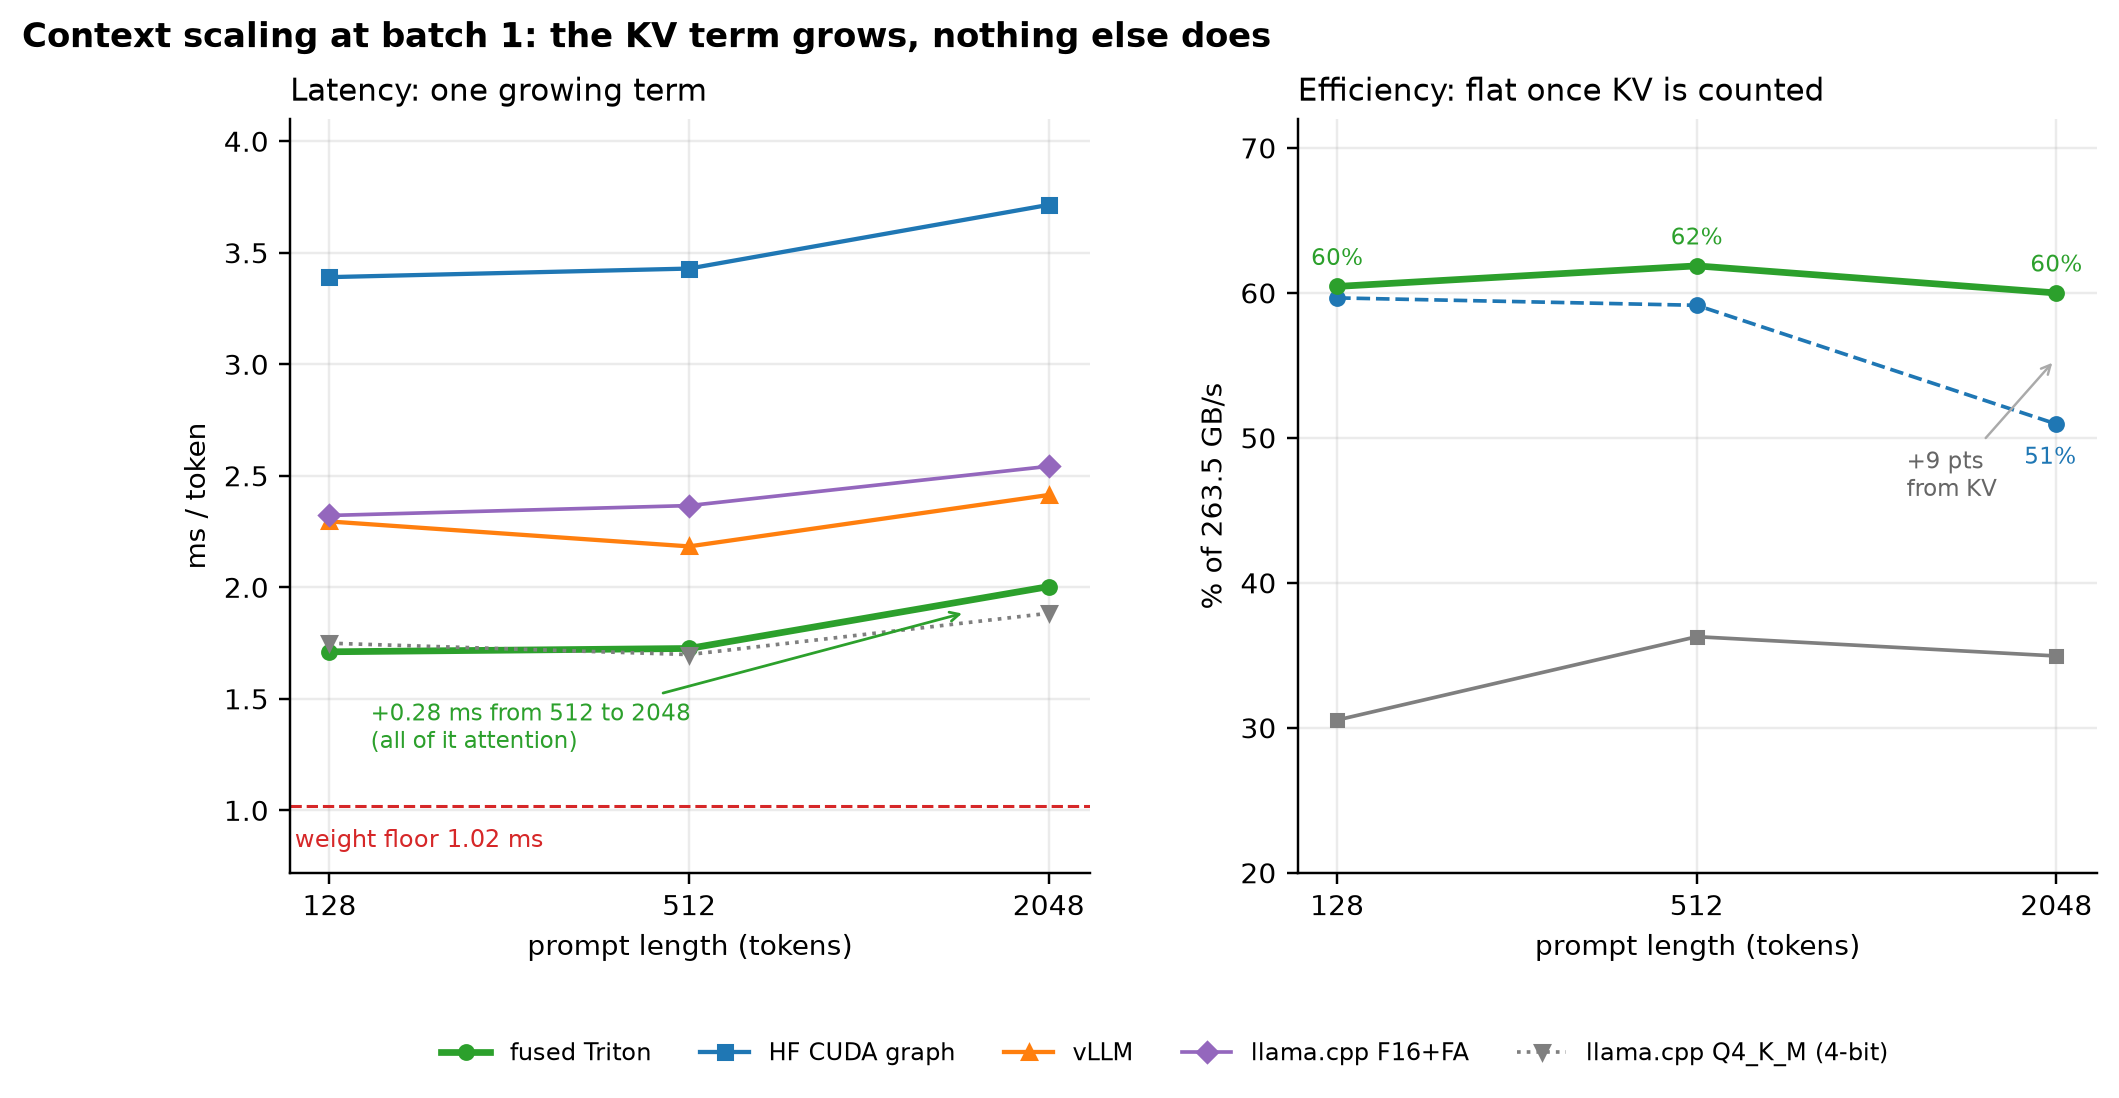 Context scaling at batch 1: the KV term grows, nothing else does
Latency: one growing term
4.0
3.5
3.0
2.5
2.0
1.5
1.0
ms / token
+0.28 ms from 512 to 2048
(all of it attention)
weight floor 1.02 ms
128
512
2048
prompt length (tokens)
Efficiency: flat once KV is counted
70
60
50
40
30
20
% of 263.5 GB/s
60%
62%
60%
51%
+9 pts
from KV
128
512
2048
prompt length (tokens)
fused Triton
HF CUDA graph
vLLM
llama.cpp F16+FA
llama.cpp Q4_K_M (4-bit)